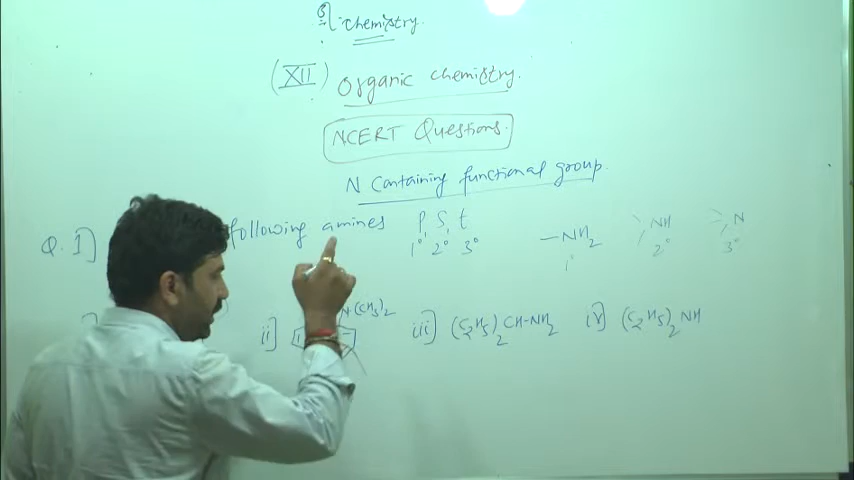 chemistry.
(XII) Organic chemistry.
NCERT Questions.
N Containing functional group.
Q. 1] following amines P, S, t
1° 2° 3°
—NH₂ 1°
NH 2°
N 3°
ii] N(CH₃)₂ iii] (C₂H₅)₂CH-NH₂ iv] (C₂H₅)₂NH